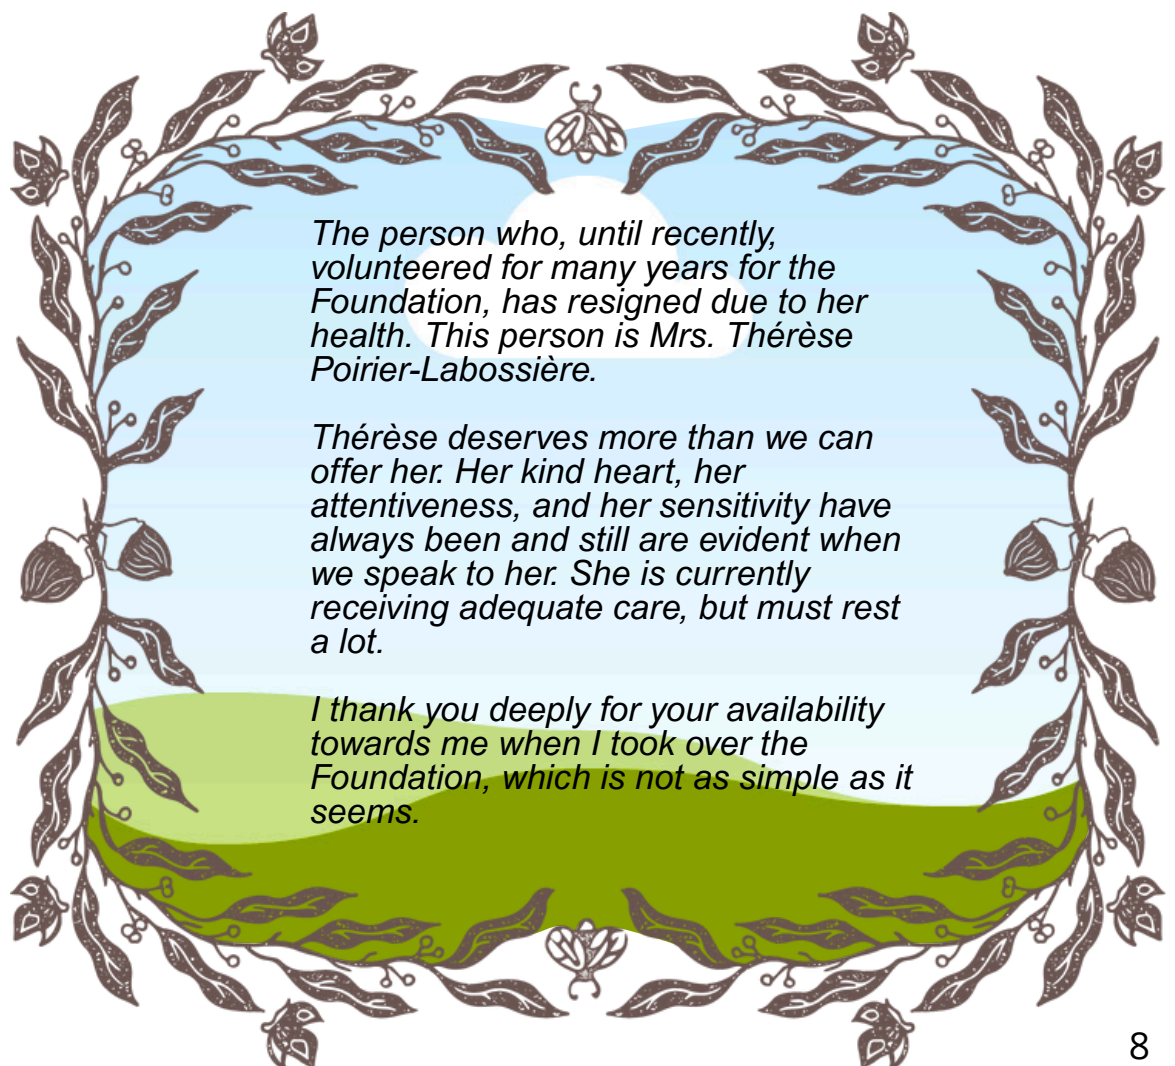 The person who, until recently,
volunteered for many years for the
Foundation, has resigned due to her
health. This person is Mrs. Thérèse
Poirier-Labossière.
Thérèse deserves more than we can
offer her. Her kind heart, her
attentiveness, and her sensitivity have
always been and still are evident when
we speak to her. She is currently
receiving adequate care, but must rest
a lot.
I thank you deeply for your availability
towards me when I took over the
Foundation, which is not as simple as it
seems.
8